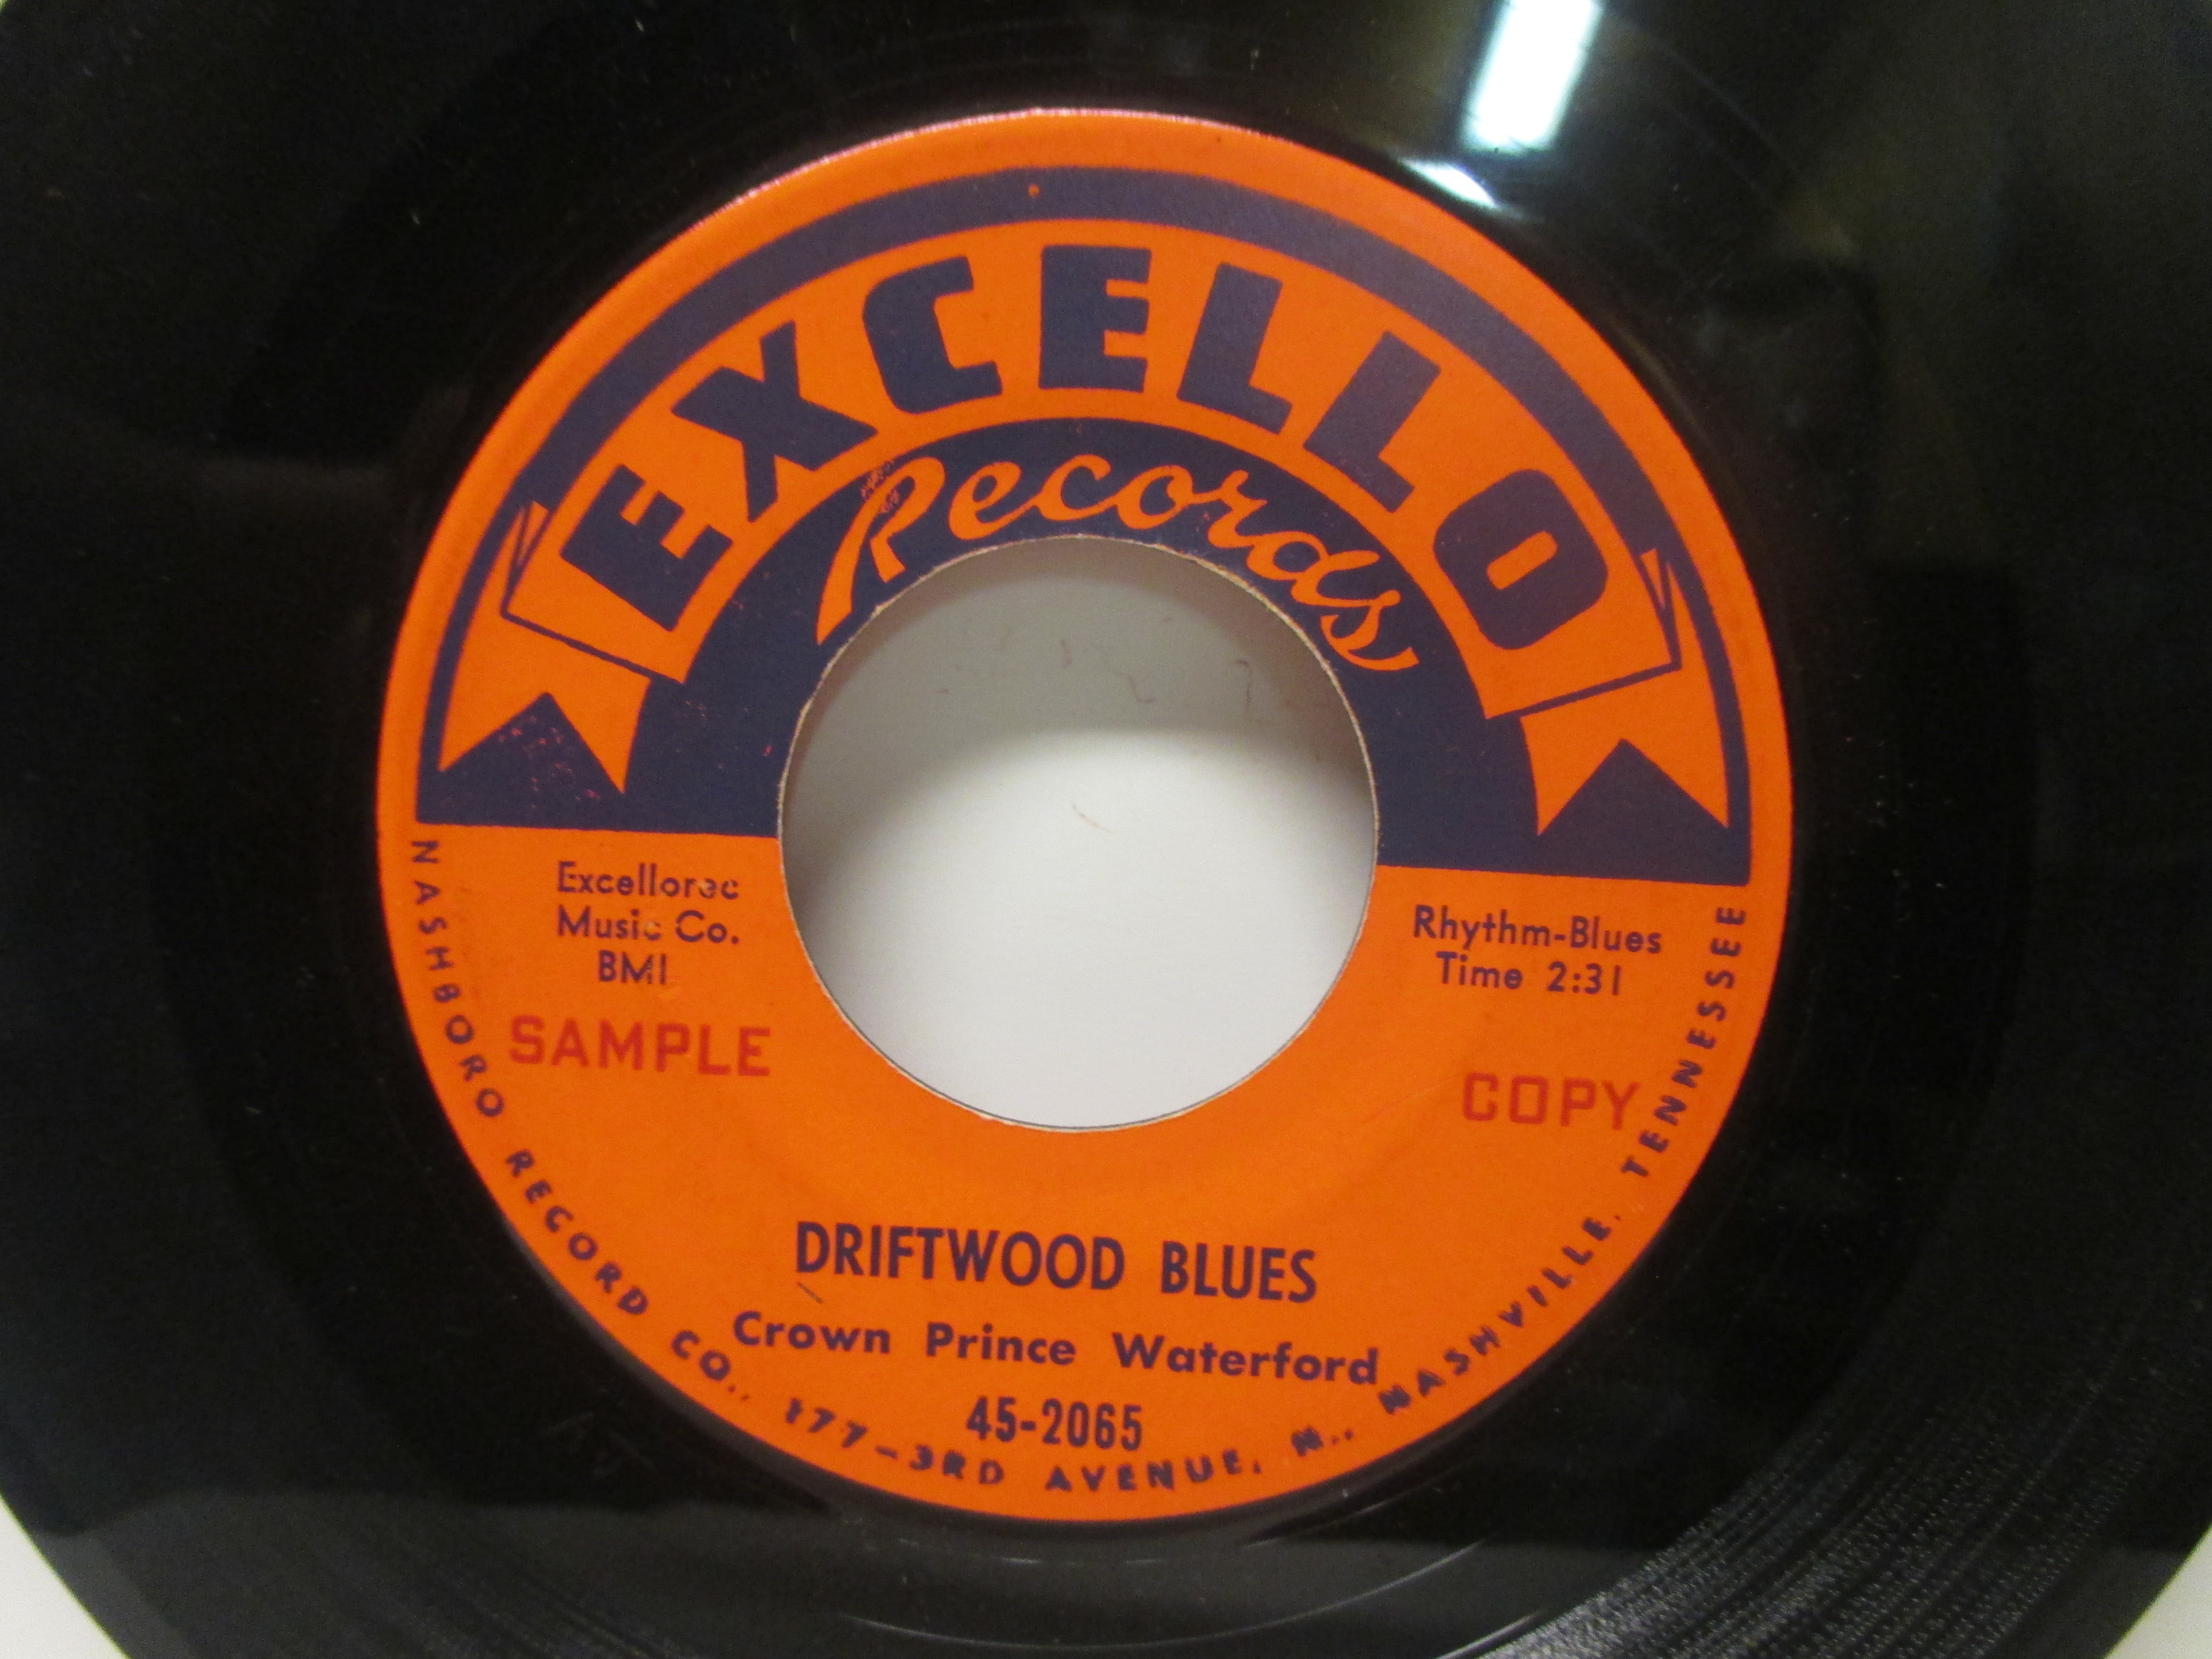 EXCELLO
Records
Excellorec
Music Co.
BMI
Rhythm-Blues
Time 2:31
SAMPLE
COPY
DRIFTWOOD BLUES
Crown Prince Waterford
45-2065
NASHBORO RECORD CO., 177-3RD AVENUE, N., NASHVILLE, TENNESSEE